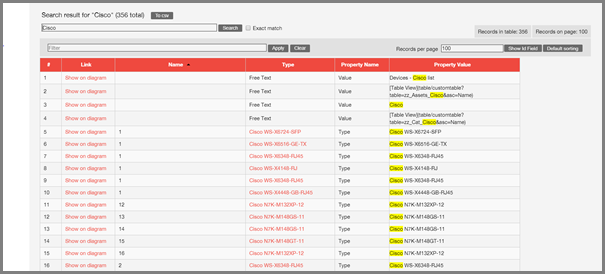 Search result for "Cisco" (356 total) To csv
Cisco Search Exact match
Records in table: 356 Records on page: 100
Filter Apply Clear Records per page 100 Show Id Field Default sorting
# Link Name Type Property Name Property Value
1 Show on diagram Free Text Value Devices - Cisco list
2 Show on diagram Free Text Value [Table View](table/customtable?
table=zz_Assets_Cisco&asc=Name)
3 Show on diagram Free Text Value Cisco
4 Show on diagram Free Text Value [Table View](table/customtable?
table=zz_Cat_Cisco&asc=Name)
5 Show on diagram 1 Cisco WS-X6724-SFP Type Cisco WS-X6724-SFP
6 Show on diagram 1 Cisco WS-X6516-GE-TX Type Cisco WS-X6516-GE-TX
7 Show on diagram 1 Cisco WS-X6348-RJ45 Type Cisco WS-X6348-RJ45
8 Show on diagram 1 Cisco WS-X4148-RJ Type Cisco WS-X4148-RJ
9 Show on diagram 1 Cisco WS-X6348-RJ45 Type Cisco WS-X6348-RJ45
10 Show on diagram 1 Cisco WS-X4448-GB-RJ45 Type Cisco WS-X4448-GB-RJ45
11 Show on diagram 12 Cisco N7K-M132XP-12 Type Cisco N7K-M132XP-12
12 Show on diagram 13 Cisco N7K-M148GS-11 Type Cisco N7K-M148GS-11
13 Show on diagram 14 Cisco N7K-M148GS-11 Type Cisco N7K-M148GS-11
14 Show on diagram 15 Cisco N7K-M148GT-11 Type Cisco N7K-M148GT-11
15 Show on diagram 16 Cisco N7K-M132XP-12 Type Cisco N7K-M132XP-12
16 Show on diagram 2 Cisco WS-X6348-RJ45 Type Cisco WS-X6348-RJ45